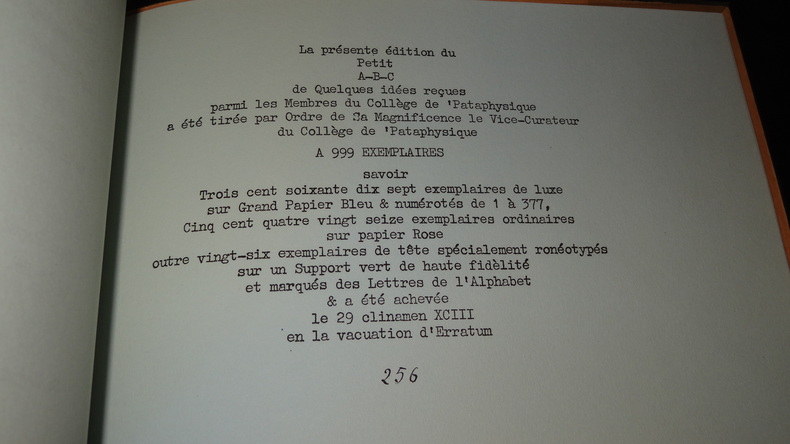 La présente édition du
Petit
A-B-C
de Quelques idées reçues
parmi les Membres du Collège de 'Pataphysique
a été tirée par Ordre de Sa Magnificence le Vice-Curateur
du Collège de 'Pataphysique
A 999 EXEMPLAIRES
savoir
Trois cent soixante dix sept exemplaires de luxe
sur Grand Papier Bleu & numérotés de 1 à 377,
Cinq cent quatre vingt seize exemplaires ordinaires
sur papier Rose
outre vingt-six exemplaires de tête spécialement ronéotypés
sur un Support vert de haute fidèlité
et marqués des Lettres de l'Alphabet
& a été achevée
le 29 clinamen XCIII
en la vacuation d'Erratum
256